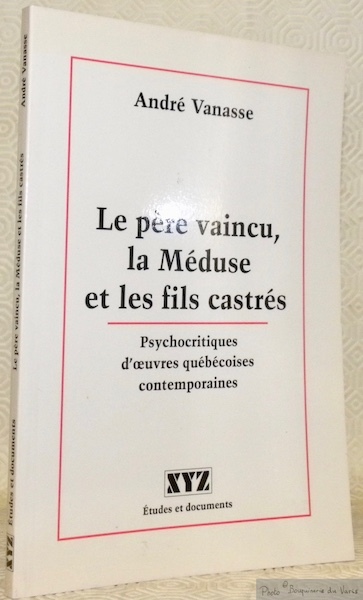 André Vanasse
Le père vaincu,
la Méduse
et les fils castrés
Psychocritiques
d'œuvres québécoises
contemporaines
XYZ
Études et documents
XYZ Études et documents Le père vaincu, la Méduse et les fils castrés André Vanasse
Photo © Bouquinerie du Varis